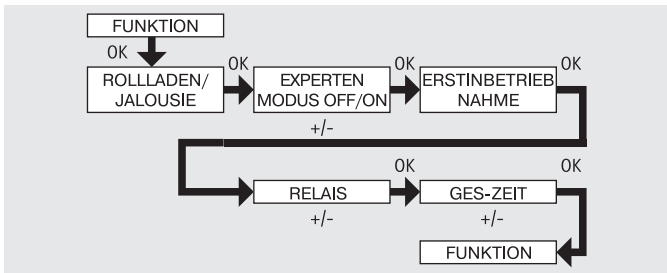 FUNKTION
OK
ROLLLADEN/
JALOUSIE
OK
EXPERTEN
MODUS OFF/ON
+/-
OK
ERSTINBETRIEB
NAHME
OK
RELAIS
+/-
OK
GES-ZEIT
+/-
OK
FUNKTION